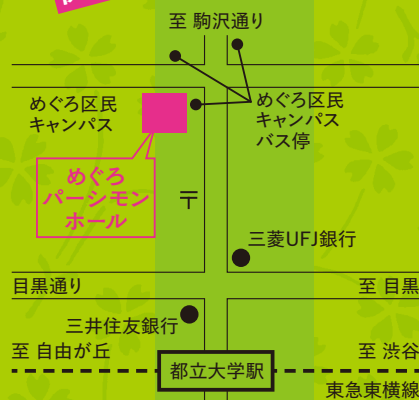 至 駒沢通り
めぐろ区民
キャンパス
めぐろ区民
キャンパス
バス停
めぐろ
パーシモン
ホール
〒
三菱UFJ銀行
目黒通り
至 目黒
三井住友銀行
至 自由が丘
至 渋谷
都立大学駅
東急東横線